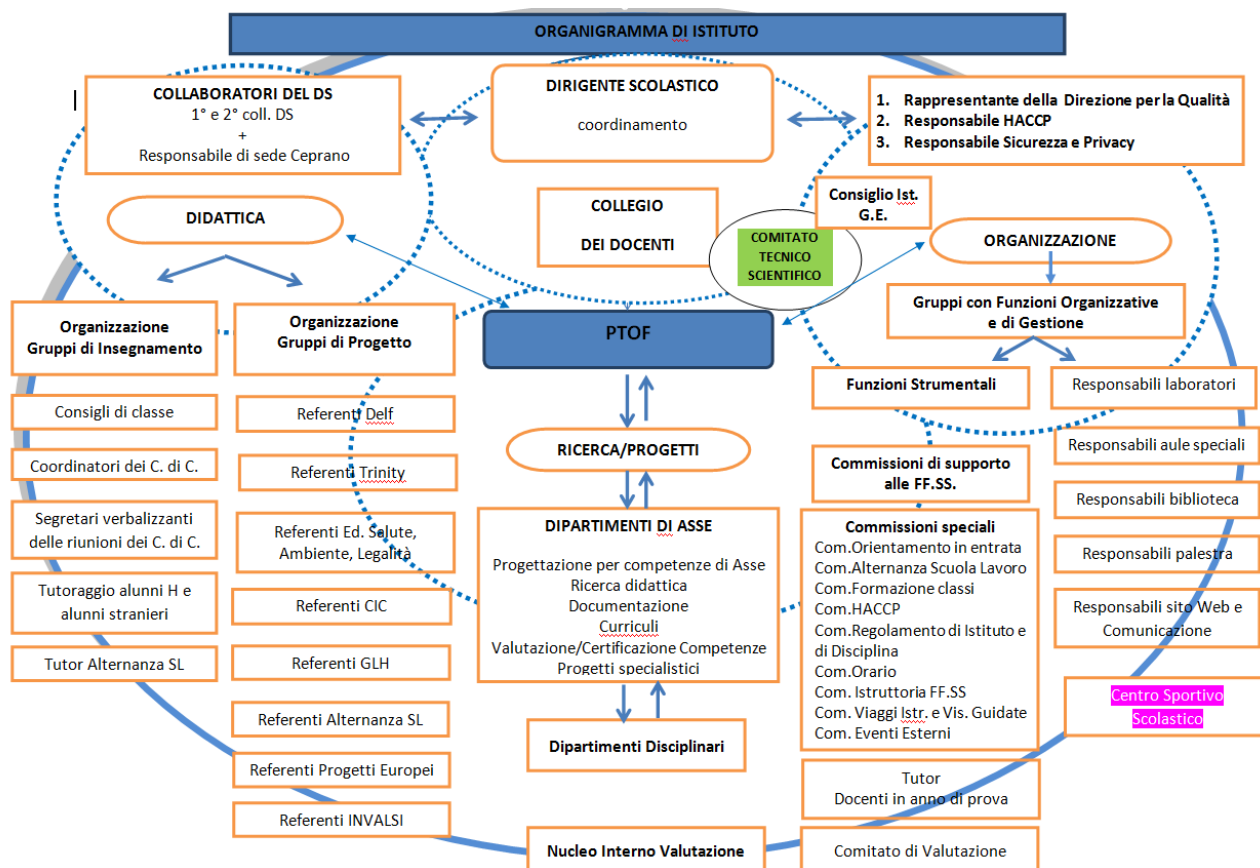 ORGANIGRAMMA DI ISTITUTO
COLLABORATORI DEL DS
1° e 2° coll. DS
+
Responsabile di sede Ceprano
DIRIGENTE SCOLASTICO
coordinamento
1. Rappresentante della Direzione per la Qualità
2. Responsabile HACCP
3. Responsabile Sicurezza e Privacy
DIDATTICA
COLLEGIO
DEI DOCENTI
Consiglio Ist.
G.E.
COMITATO
TECNICO
SCIENTIFICO
ORGANIZZAZIONE
Organizzazione
Gruppi di Insegnamento
Organizzazione
Gruppi di Progetto
PTOF
Gruppi con Funzioni Organizzative
e di Gestione
Funzioni Strumentali
Responsabili laboratori
Consigli di classe
Coordinatori dei C. di C.
Segretari verbalizzanti
delle riunioni dei C. di C.
Tutoraggio alunni H e
alunni stranieri
Tutor Alternanza SL
Referenti Delf
Referenti Trinity
Referenti Ed. Salute,
Ambiente, Legalità
Referenti CIC
Referenti GLH
Referenti Alternanza SL
Referenti Progetti Europei
Referenti INVALSI
RICERCA/PROGETTI
DIPARTIMENTI DI ASSE
Progettazione per competenze di Asse
Ricerca didattica
Documentazione
Curriculi
Valutazione/Certificazione Competenze
Progetti specialistici
Dipartimenti Disciplinari
Nucleo Interno Valutazione
Commissioni di supporto
alle FF.SS.
Commissioni speciali
Com.Orientamento in entrata
Com.Alternanza Scuola Lavoro
Com.Formazione classi
Com.HACCP
Com.Regolamento di Istituto e
di Disciplina
Com.Orario
Com. Istruttoria FF.SS
Com. Viaggi Istr. e Vis. Guidate
Com. Eventi Esterni
Tutor
Docenti in anno di prova
Comitato di Valutazione
Responsabili aule speciali
Responsabili biblioteca
Responsabili palestra
Responsabili sito Web e
Comunicazione
Centro Sportivo
Scolastico